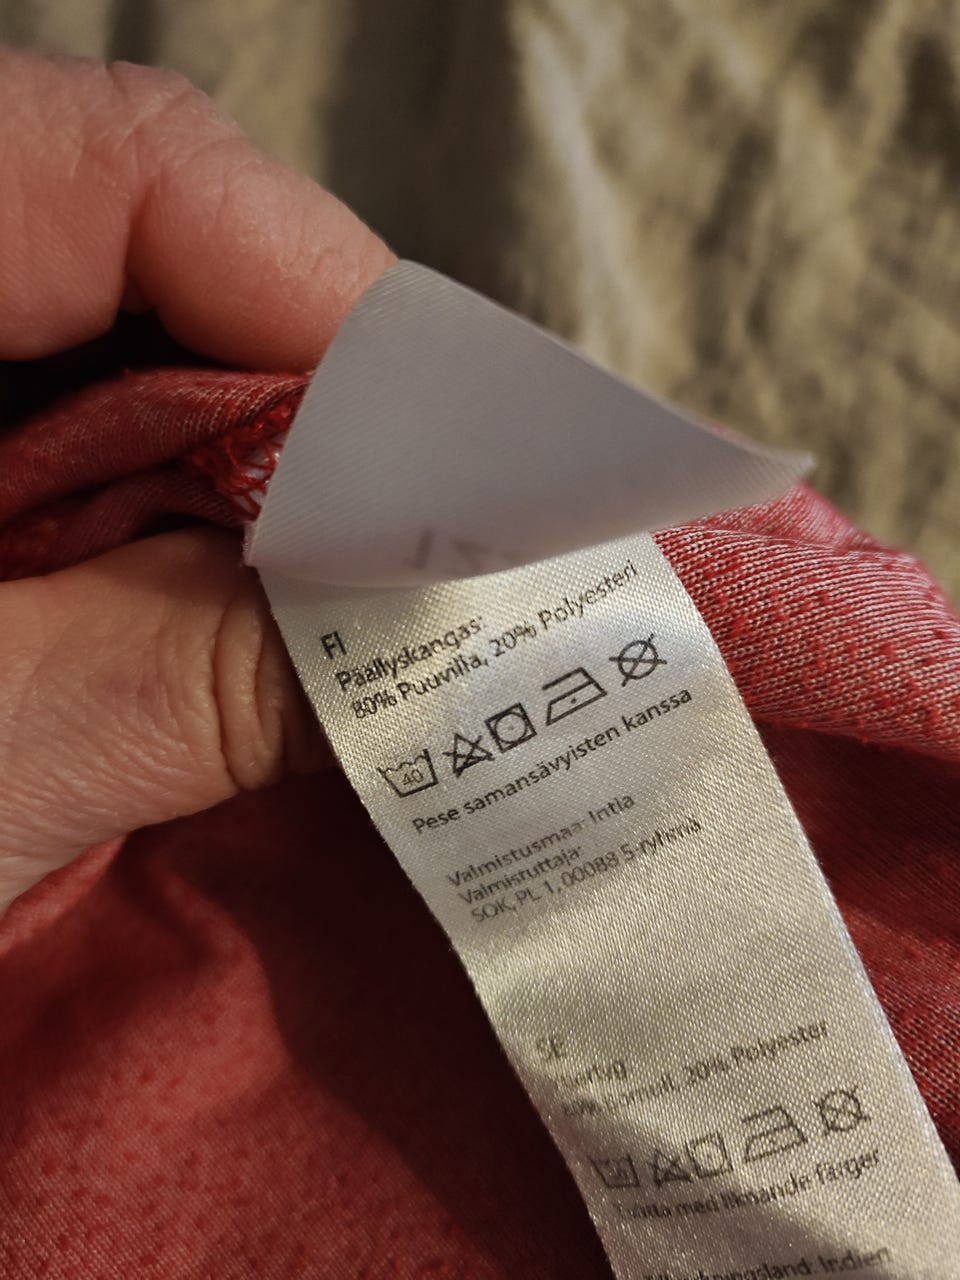 FI
Päällyskangas:
80% Puuvilla, 20% Polyesteri
40
Pese samansävyisten kanssa
Valmistusmaa: Intia
Valmistuttaja:
SOK, PL 1, 00088 S-ryhmä
SE
20% Polyester
med liknande färger
Indien